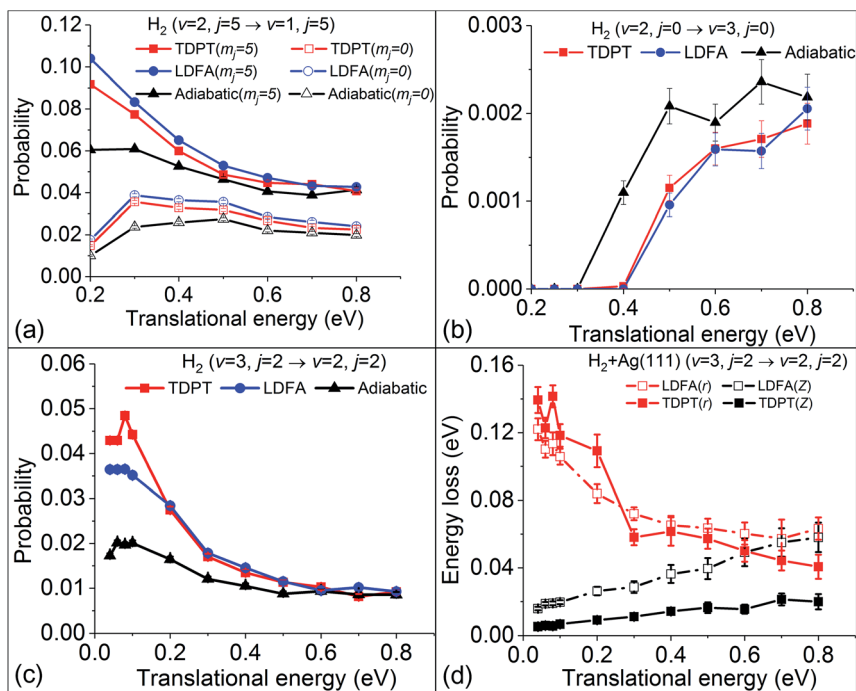 H₂ (v=2, j=5 → v=1, j=5)
TDPT(mj=5) TDPT(mj=0)
LDFA(mj=5) LDFA(mj=0)
Adiabatic(mj=5) Adiabatic(mj=0)
0.12
0.10
0.08
0.06
0.04
0.02
0.00
Probability
0.2 0.4 0.6 0.8
Translational energy (eV)
(a)
H₂ (v=2, j=0 → v=3, j=0)
TDPT LDFA Adiabatic
0.002
0.001
0.000
Probability
0.2 0.3 0.4 0.5 0.6 0.7 0.8
Translational energy (eV)
(b)
H₂ (v=3, j=2 → v=2, j=2)
TDPT LDFA Adiabatic
0.06
0.05
0.04
0.03
0.02
0.01
0.00
Probability
0.0 0.2 0.4 0.6 0.8
Translational energy (eV)
(c)
H₂+Ag(111) (v=3, j=2 → v=2, j=2)
LDFA(r) LDFA(Z)
TDPT(r) TDPT(Z)
0.16
0.12
0.08
0.04
0.00
Energy loss (eV)
0.0 0.2 0.4 0.6 0.8
Translational energy (eV)
(d)